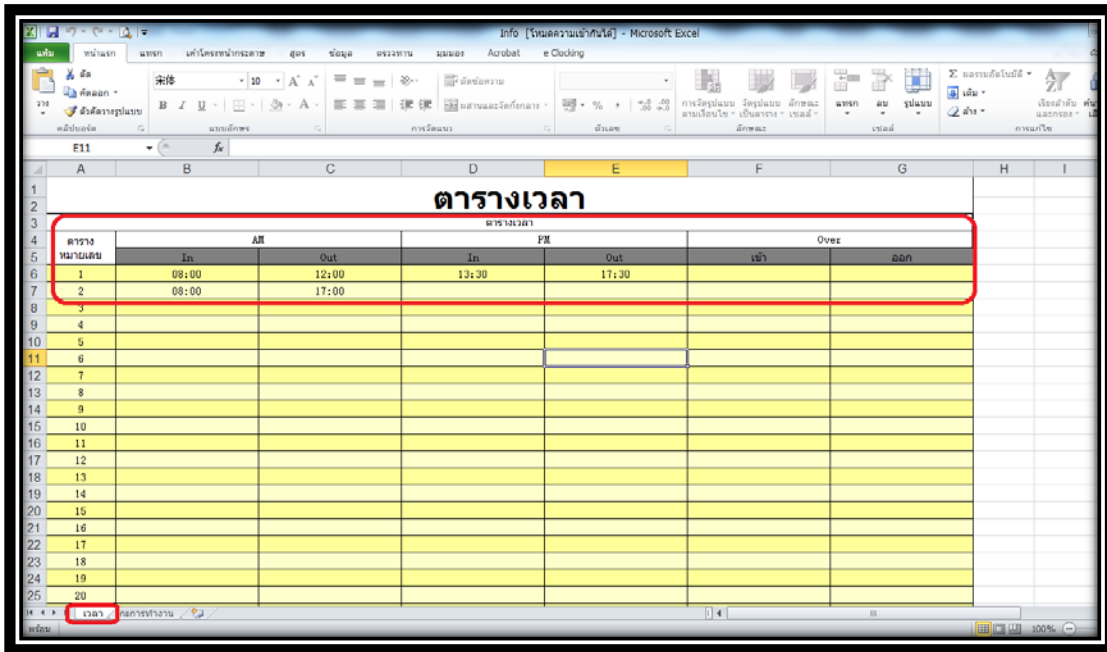 Info [โหมดความเข้ากันได้] - Microsoft Excel
แฟ้ม หน้าแรก แทรก เค้าโครงหน้ากระดาษ สูตร ข้อมูล ตรวจทาน มุมมอง Acrobat e Clocking
วาง ตัด คัดลอก ตัวคัดวางรูปแบบ
宋体 10
B I U
ตัดข้อความ
ผสานและจัดกึ่งกลาง
การจัดรูปแบบตามเงื่อนไข จัดรูปแบบเป็นตาราง ลักษณะเซลล์
แทรก ลบ รูปแบบ
ผลรวมอัตโนมัติ
เติม
ล้าง
เรียงลำดับและกรอง
คลิปบอร์ด แบบอักษร การจัดแนว ตัวเลข ลักษณะ เซลล์ การแก้ไข
E11 fx
A B C D E F G H I
1
2 ตารางเวลา
3 ตารางเวลา
4 ตาราง AM PM Over
5 หมายเลข In Out In Out เข้า ออก
6 1 08:00 12:00 13:30 17:30
7 2 08:00 17:00
8 3
9 4
10 5
11 6
12 7
13 8
14 9
15 10
16 11
17 12
18 13
19 14
20 15
21 16
22 17
23 18
24 19
25 20
เวลา กะการทำงาน
พร้อม 100%